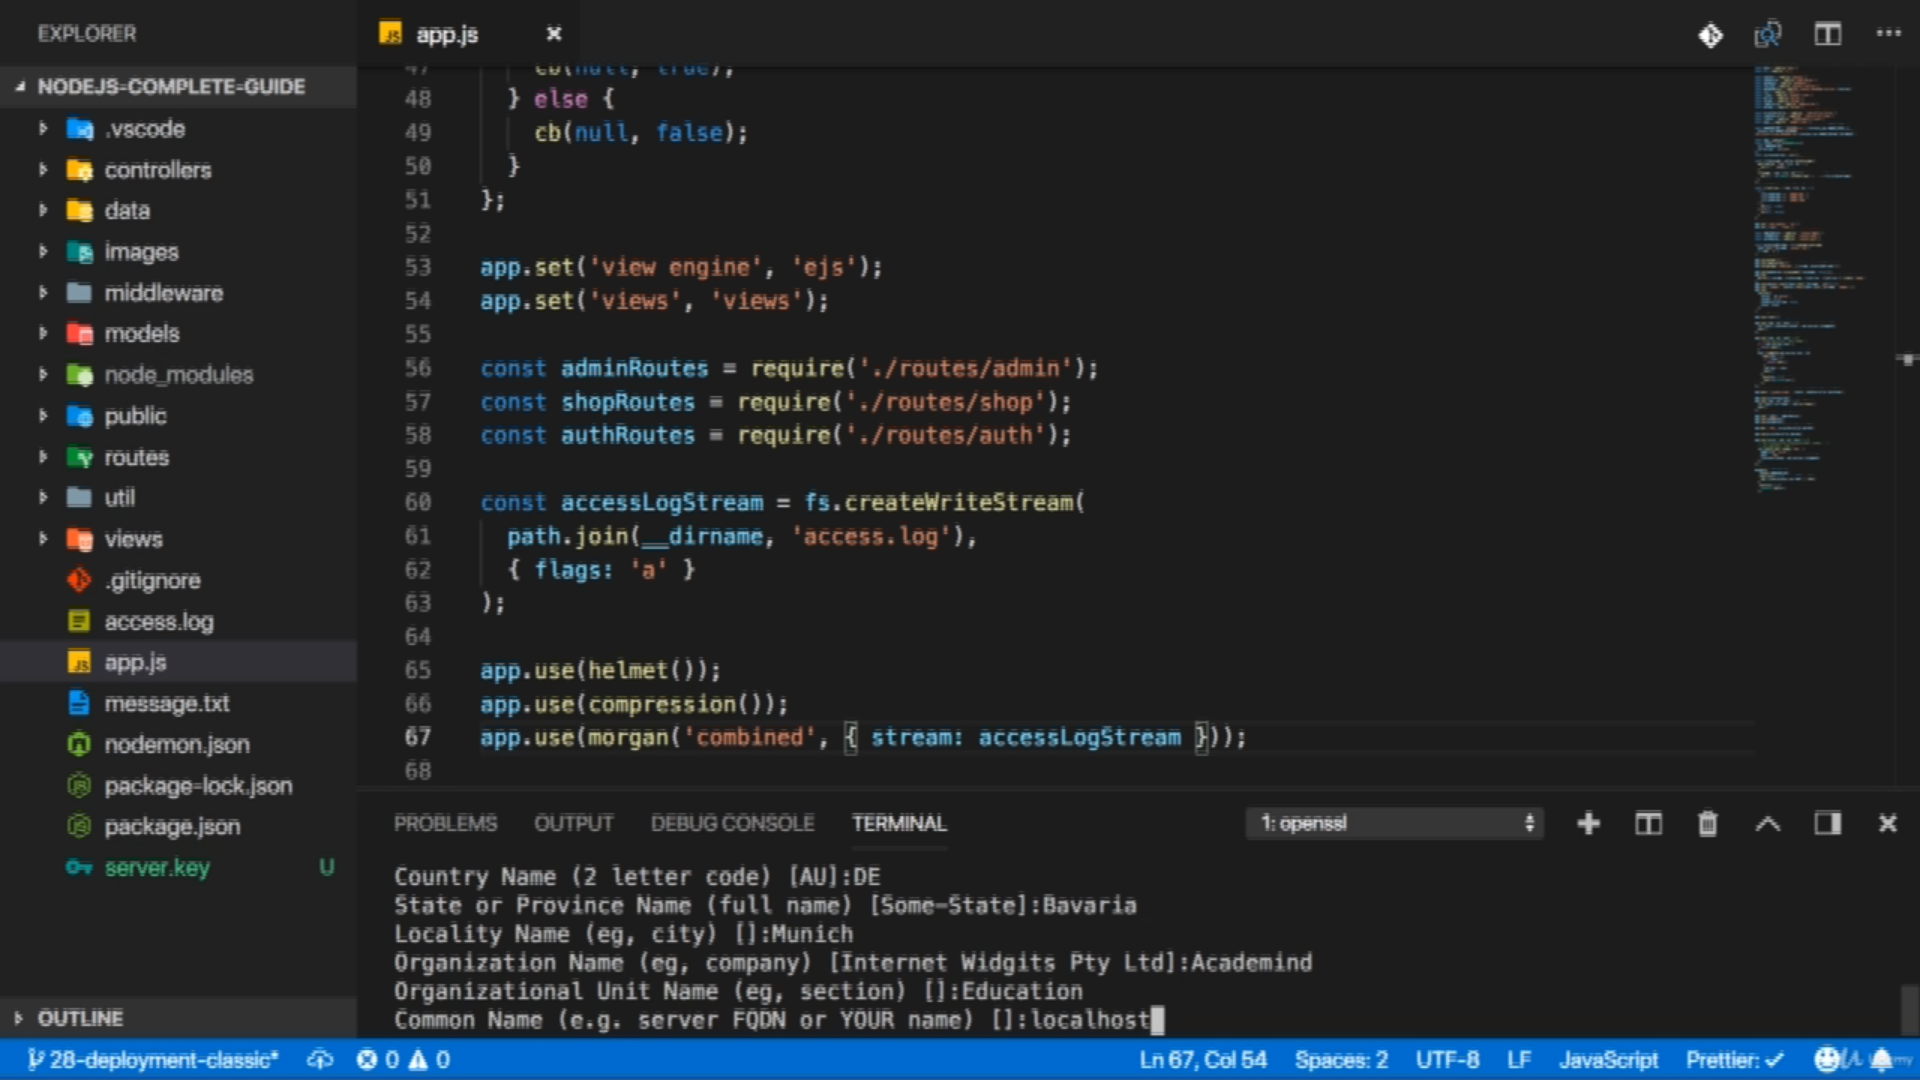 EXPLORER
app.js
NODEJS-COMPLETE-GUIDE
.vscode
controllers
data
images
middleware
models
node_modules
public
routes
util
views
.gitignore
access.log
app.js
message.txt
nodemon.json
package-lock.json
package.json
server.key U
OUTLINE
47 cb(null, true);
48 } else {
49 cb(null, false);
50 }
51 };
52
53 app.set('view engine', 'ejs');
54 app.set('views', 'views');
55
56 const adminRoutes = require('./routes/admin');
57 const shopRoutes = require('./routes/shop');
58 const authRoutes = require('./routes/auth');
59
60 const accessLogStream = fs.createWriteStream(
61 path.join(__dirname, 'access.log'),
62 { flags: 'a' }
63 );
64
65 app.use(helmet());
66 app.use(compression());
67 app.use(morgan('combined', { stream: accessLogStream }));
68
PROBLEMS OUTPUT DEBUG CONSOLE TERMINAL 1: openssl
Country Name (2 letter code) [AU]:DE
State or Province Name (full name) [Some-State]:Bavaria
Locality Name (eg, city) []:Munich
Organization Name (eg, company) [Internet Widgits Pty Ltd]:Academind
Organizational Unit Name (eg, section) []:Education
Common Name (e.g. server FQDN or YOUR name) []:localhost
28-deployment-classic* 0 0 Ln 67, Col 54 Spaces: 2 UTF-8 LF JavaScript Prettier: ✓